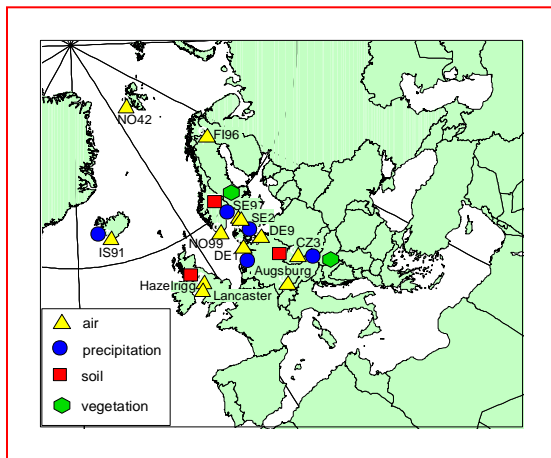 NO42
FI96
SE97
SE2
DE9
NO99
IS91
DE1
CZ3
Augsburg
Hazelrigg
Lancaster
air
precipitation
soil
vegetation